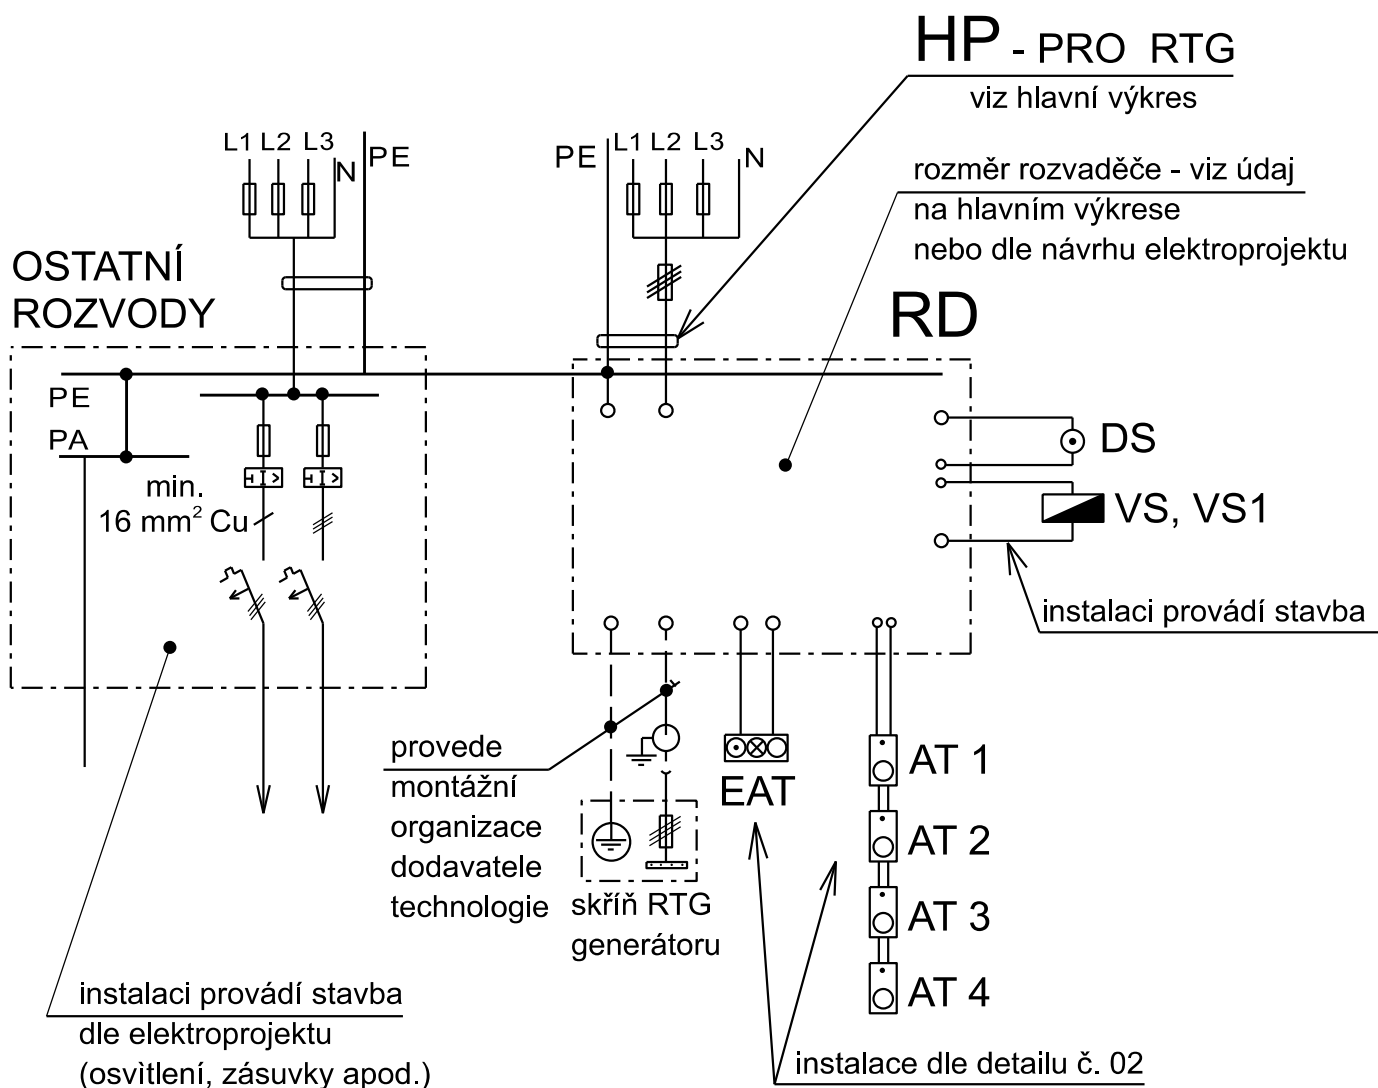 HP - PRO RTG
viz hlavní výkres
L1 L2 L3
N
PE
PE
L1 L2 L3
N
rozměr rozvaděče - viz údaj
na hlavním výkrese
nebo dle návrhu elektroprojektu
OSTATNÍ
ROZVODY
RD
PE
PA
min.
16 mm² Cu
DS
VS, VS1
instalaci provádí stavba
provede
montážní
organizace
dodavatele
technologie
EAT
AT 1
AT 2
AT 3
AT 4
skříň RTG
generátoru
instalaci provádí stavba
dle elektroprojektu
(osvìtlení, zásuvky apod.)
instalace dle detailu č. 02